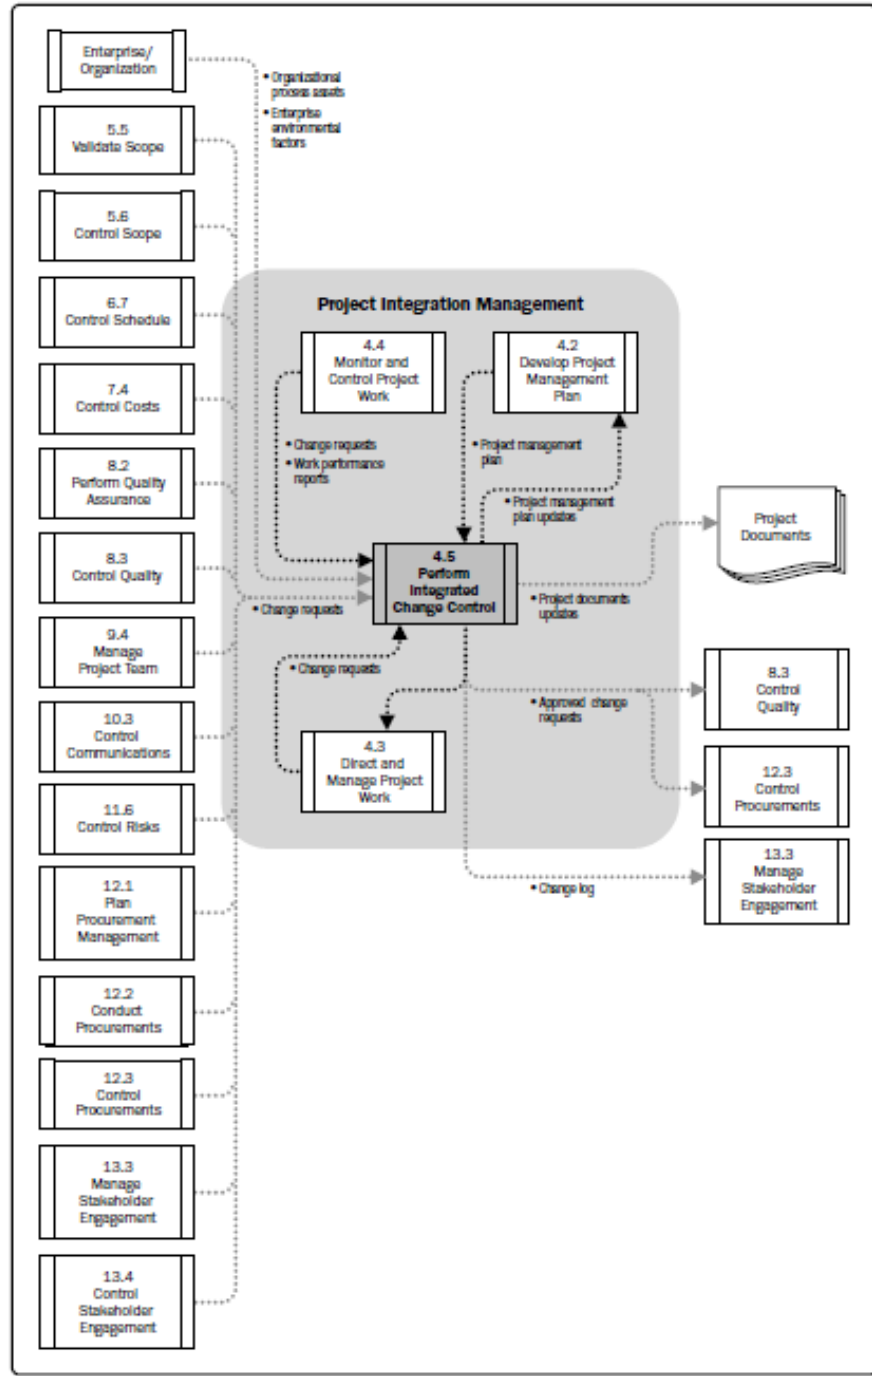 Enterprise/
Organization
• Organizational
process assets
• Enterprise
environmental
factors
5.5
Validate Scope
5.6
Control Scope
6.7
Control Schedule
7.4
Control Costs
8.2
Perform Quality
Assurance
8.3
Control Quality
9.4
Manage
Project Team
10.3
Control
Communications
11.6
Control Risks
12.1
Plan
Procurement
Management
12.2
Conduct
Procurements
12.3
Control
Procurements
13.3
Manage
Stakeholder
Engagement
13.4
Control
Stakeholder
Engagement
• Change requests
Project Integration Management
4.4
Monitor and
Control Project
Work
4.2
Develop Project
Management
Plan
• Change requests
• Work performance
reports
• Project management
plan
• Project management
plan updates
4.5
Perform
Integrated
Change Control
• Change requests
4.3
Direct and
Manage Project
Work
• Project documents
updates
• Approved change
requests
• Change log
Project
Documents
8.3
Control
Quality
12.3
Control
Procurements
13.3
Manage
Stakeholder
Engagement